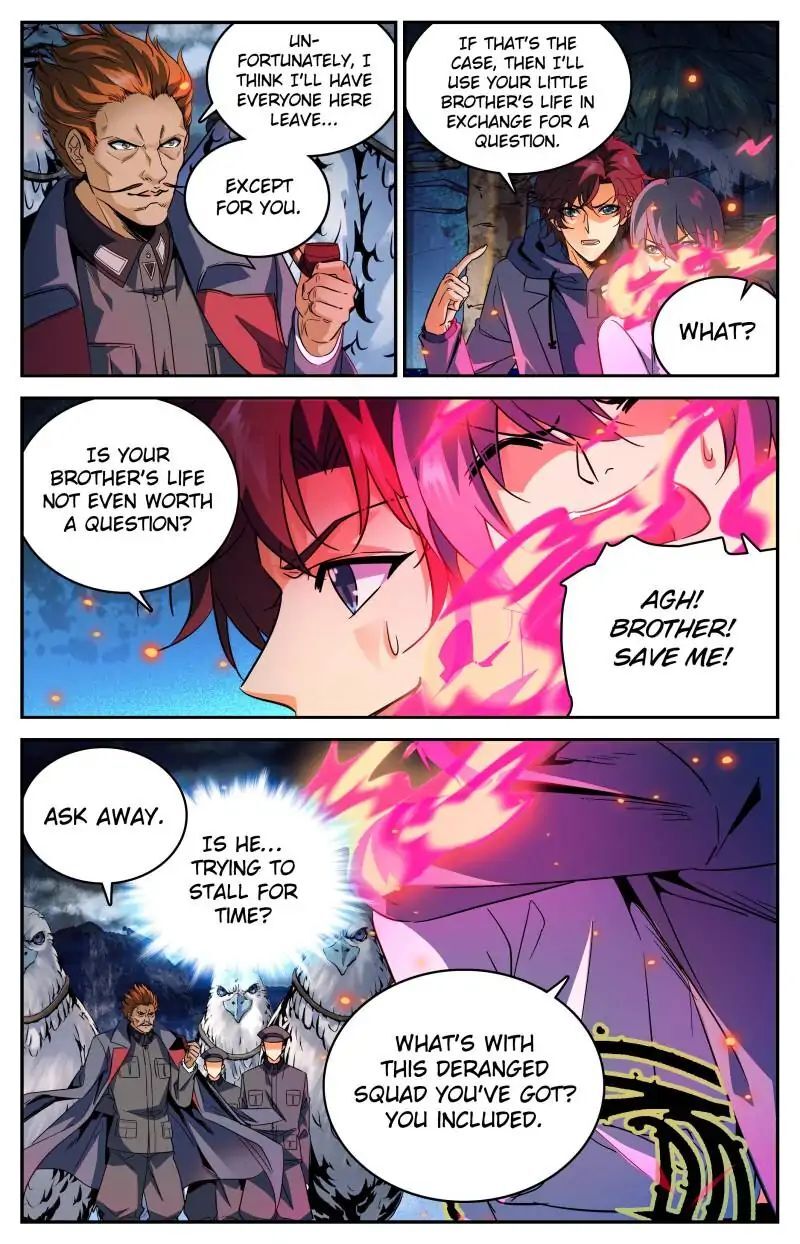 UN-
FORTUNATELY, I
THINK I'LL HAVE
EVERYONE HERE
LEAVE...
EXCEPT
FOR YOU.
IF THAT'S THE
CASE, THEN I'LL
USE YOUR LITTLE
BROTHER'S LIFE IN
EXCHANGE FOR A
QUESTION.
WHAT?
IS YOUR
BROTHER'S LIFE
NOT EVEN WORTH
A QUESTION?
AGH!
BROTHER!
SAVE ME!
ASK AWAY.
IS HE...
TRYING TO
STALL FOR
TIME?
WHAT'S WITH
THIS DERANGED
SQUAD YOU'VE GOT?
YOU INCLUDED.